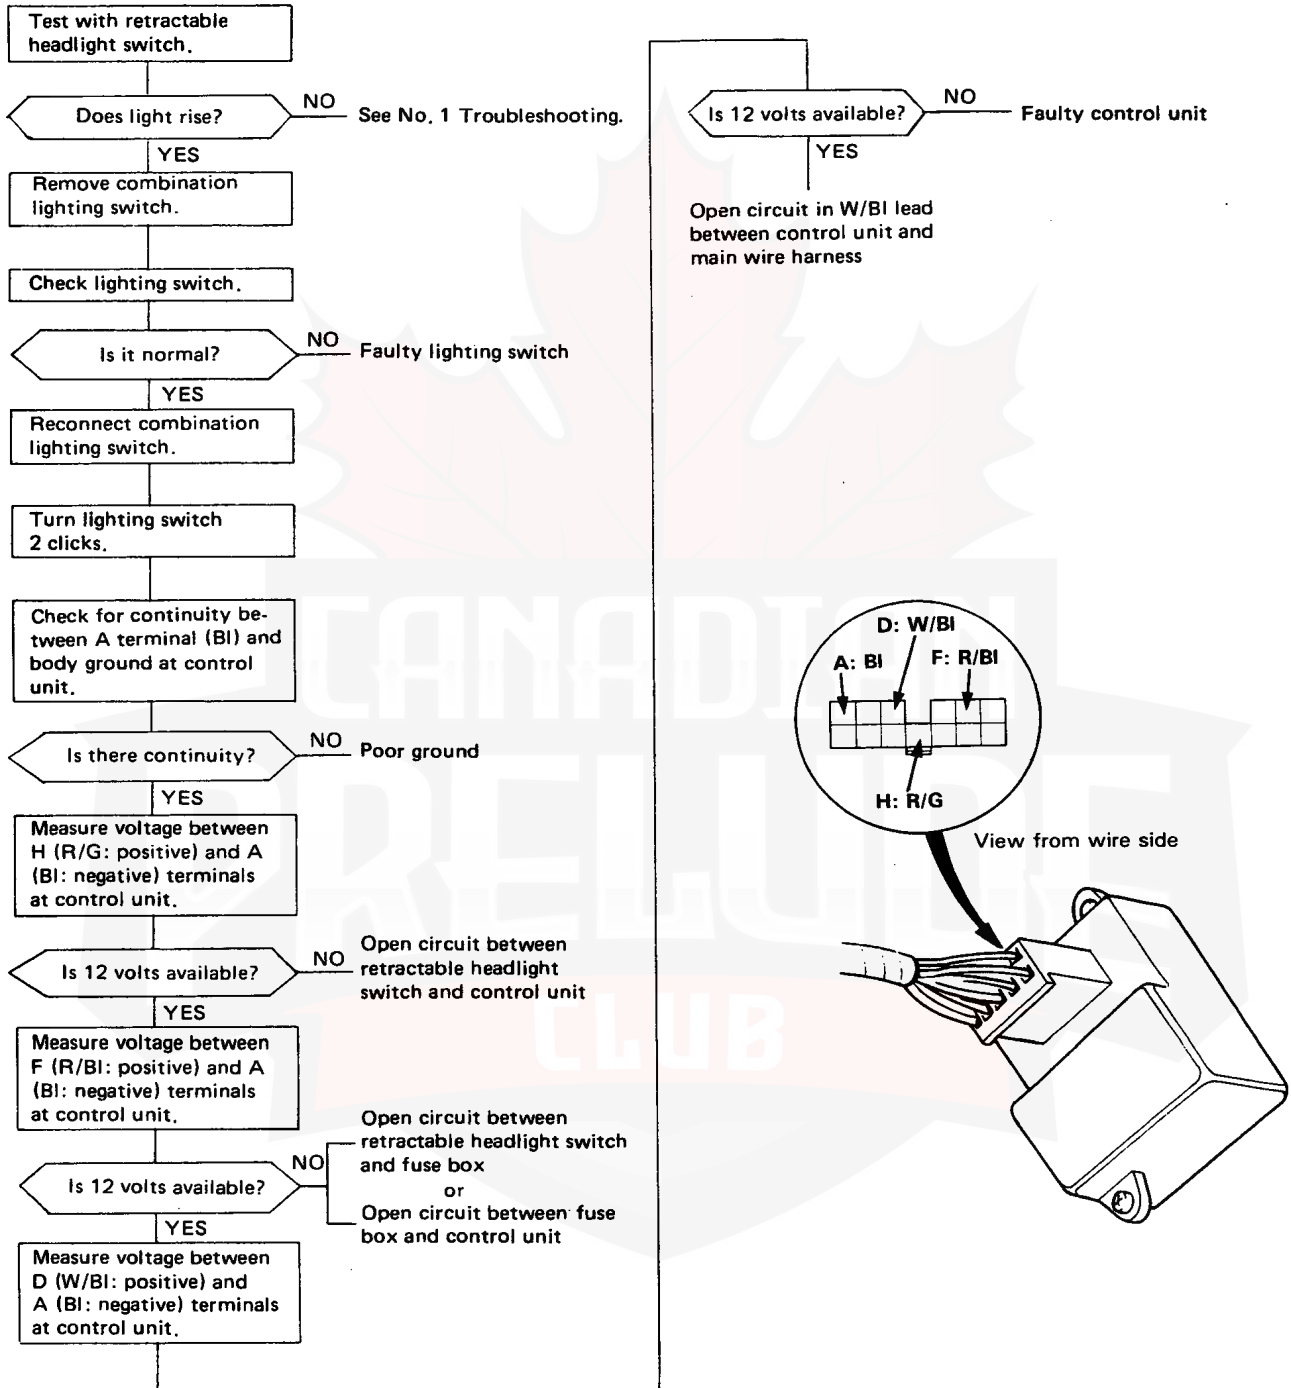 Test with retractable
headlight switch.
Does light rise?
NO
See No. 1 Troubleshooting.
YES
Remove combination
lighting switch.
Check lighting switch.
Is it normal?
NO
Faulty lighting switch
YES
Reconnect combination
lighting switch.
Turn lighting switch
2 clicks.
Check for continuity be-
tween A terminal (Bl) and
body ground at control
unit.
Is there continuity?
NO
Poor ground
YES
Measure voltage between
H (R/G: positive) and A
(Bl: negative) terminals
at control unit.
Is 12 volts available?
NO
Open circuit between
retractable headlight
switch and control unit
YES
Measure voltage between
F (R/Bl: positive) and A
(Bl: negative) terminals
at control unit.
Is 12 volts available?
NO
Open circuit between
retractable headlight switch
and fuse box
or
Open circuit between fuse
box and control unit
YES
Measure voltage between
D (W/Bl: positive) and
A (Bl: negative) terminals
at control unit.
Is 12 volts available?
NO
Faulty control unit
YES
Open circuit in W/Bl lead
between control unit and
main wire harness
D: W/Bl
A: Bl
F: R/Bl
H: R/G
View from wire side
CANADIAN
PRELUDE
CLUB